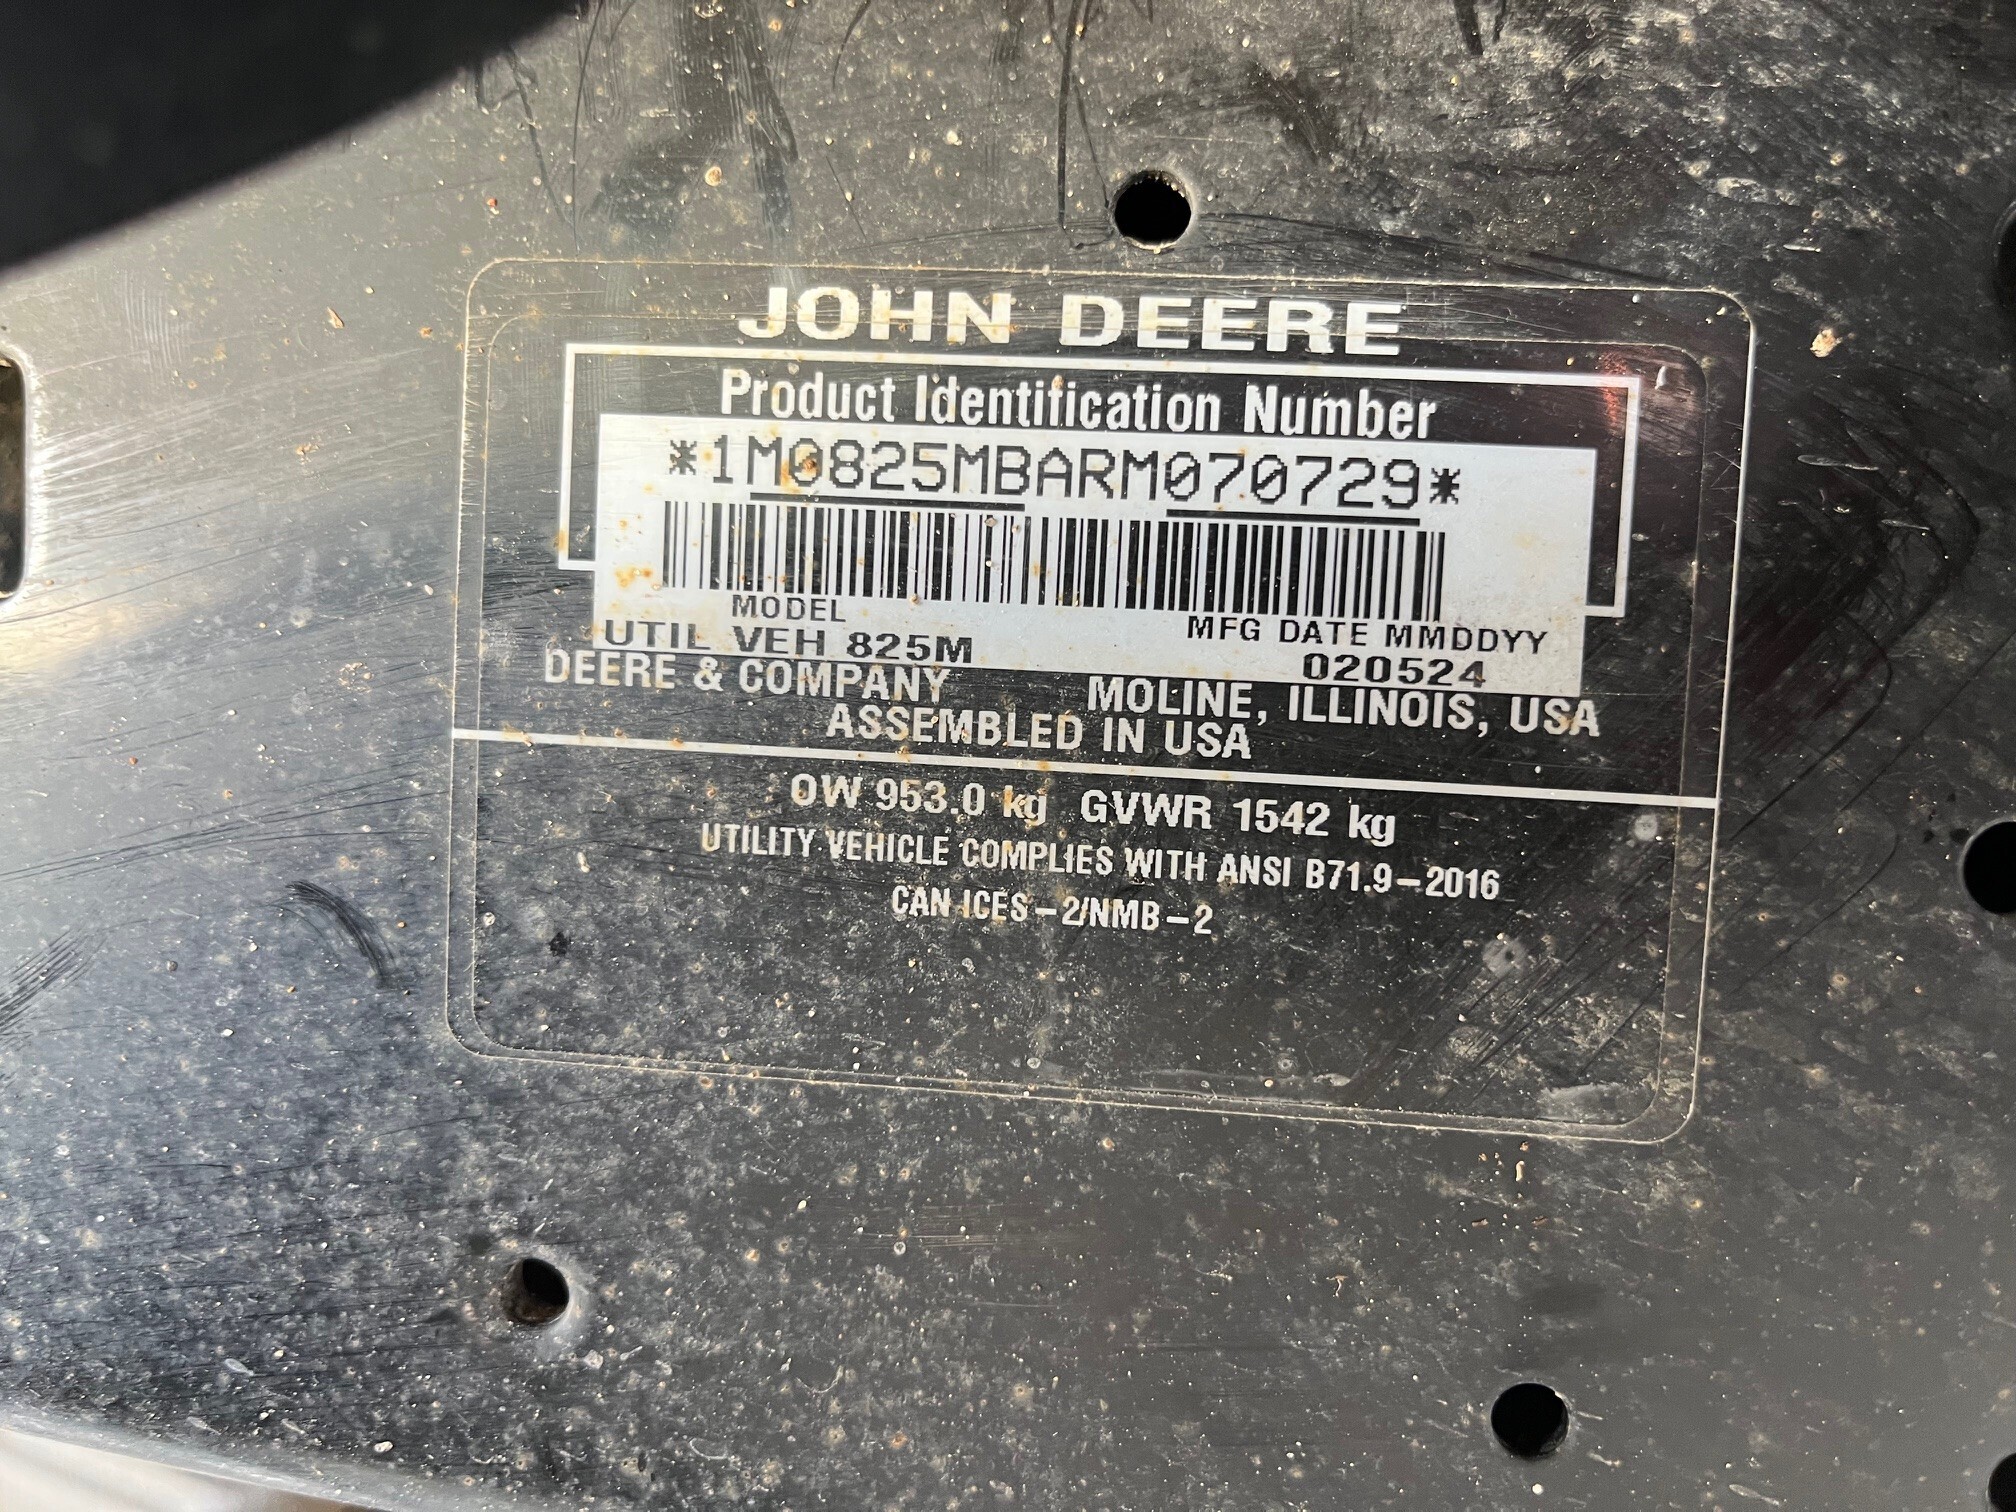 JOHN DEERE
Product Identification Number
*1M0825MBARM070729*
MODEL
UTIL VEH 825M
MFG DATE MMDDYY
020524
DEERE & COMPANY MOLINE, ILLINOIS, USA
ASSEMBLED IN USA
OW 953.0 kg GVWR 1542 kg
UTILITY VEHICLE COMPLIES WITH ANSI B71.9-2016
CAN ICES-2/NMB-2